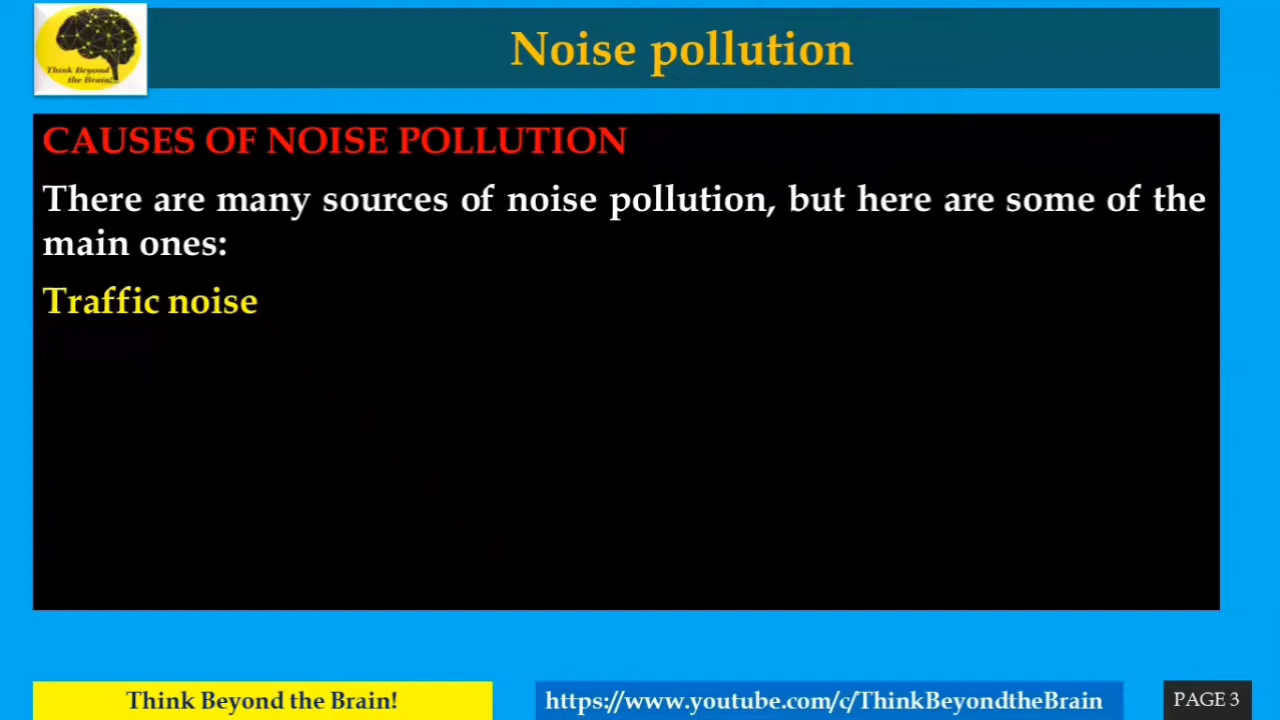 Think Beyond
the Brain!
Noise pollution
CAUSES OF NOISE POLLUTION
There are many sources of noise pollution, but here are some of the
main ones:
Traffic noise
Think Beyond the Brain!
https://www.youtube.com/c/ThinkBeyondtheBrain
PAGE 3